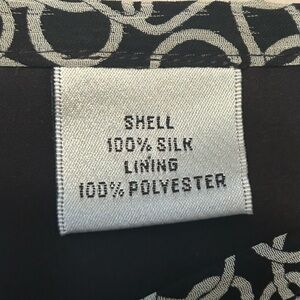 SHELL
100% SILK
LINING
100% POLYESTER